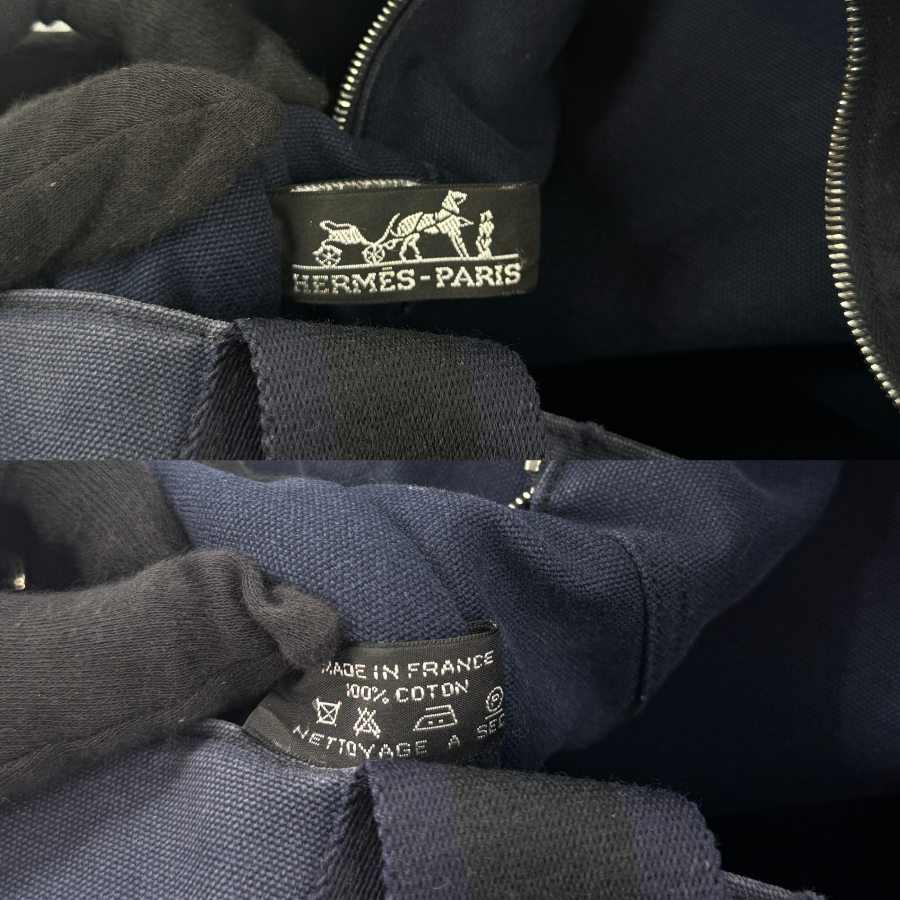 HERMÈS-PARIS
MADE IN FRANCE
100% COTON
NETTOYAGE A SEC